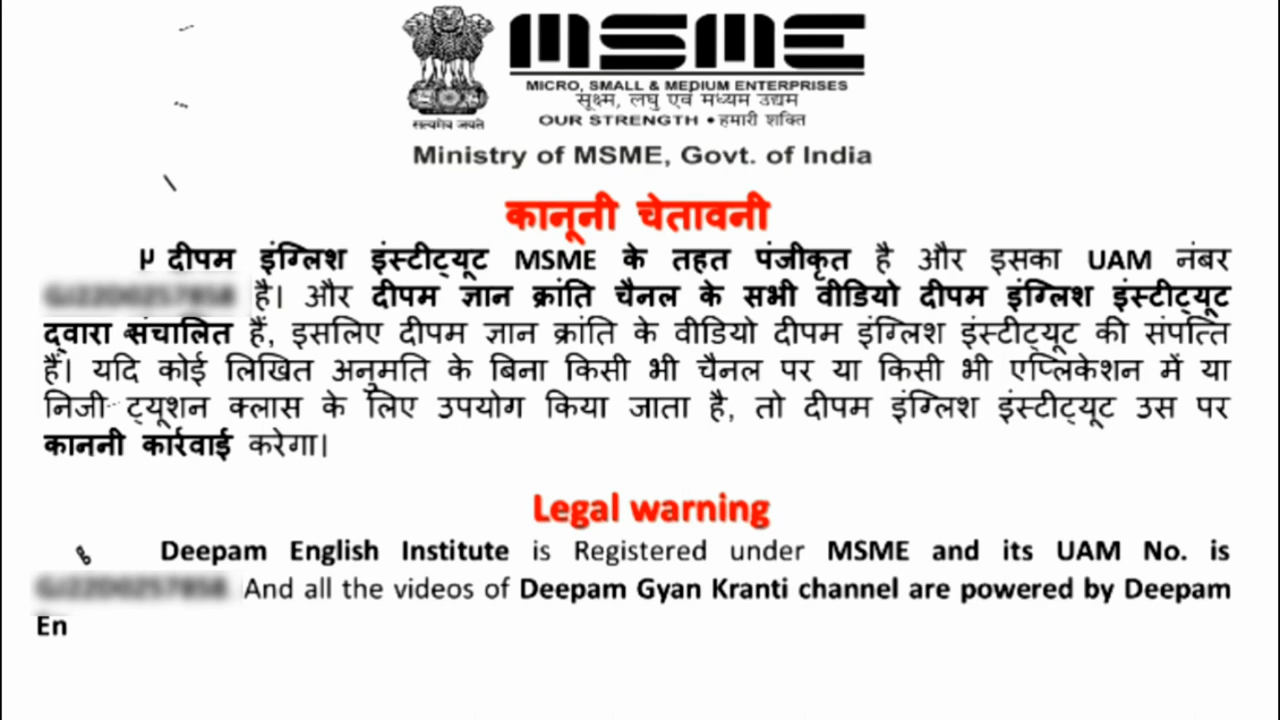 MSME
MICRO, SMALL & MEDIUM ENTERPRISES
सूक्ष्म, लघु एवं मध्यम उद्यम
OUR STRENGTH • हमारी शक्ति
सत्यमेव जयते
Ministry of MSME, Govt. of India
कानूनी चेतावनी
दीपम इंग्लिश इंस्टीट्यूट MSME के तहत पंजीकृत है और इसका UAM नंबर
है। और दीपम ज्ञान क्रांति चैनल के सभी वीडियो दीपम इंग्लिश इंस्टीट्यूट
द्वारा संचालित हैं, इसलिए दीपम ज्ञान क्रांति के वीडियो दीपम इंग्लिश इंस्टीट्यूट की संपत्ति
हैं। यदि कोई लिखित अनुमति के बिना किसी भी चैनल पर या किसी भी एप्लिकेशन में या
निजी ट्यूशन क्लास के लिए उपयोग किया जाता है, तो दीपम इंग्लिश इंस्टीट्यूट उस पर
काननी कार्रवाई करेगा।
Legal warning
Deepam English Institute is Registered under MSME and its UAM No. is
And all the videos of Deepam Gyan Kranti channel are powered by Deepam
En